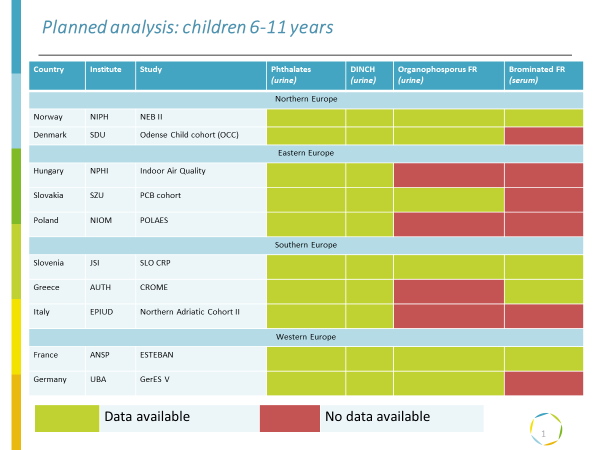 Planned analysis: children 6-11 years
Country Institute Study Phthalates (urine) DINCH (urine) Organophosporus FR (urine) Brominated FR (serum)
Northern Europe
Norway NIPH NEB II
Denmark SDU Odense Child cohort (OCC)
Eastern Europe
Hungary NPHI Indoor Air Quality
Slovakia SZU PCB cohort
Poland NIOM POLAES
Southern Europe
Slovenia JSI SLO CRP
Greece AUTH CROME
Italy EPIUD Northern Adriatic Cohort II
Western Europe
France ANSP ESTEBAN
Germany UBA GerES V
Data available No data available
1